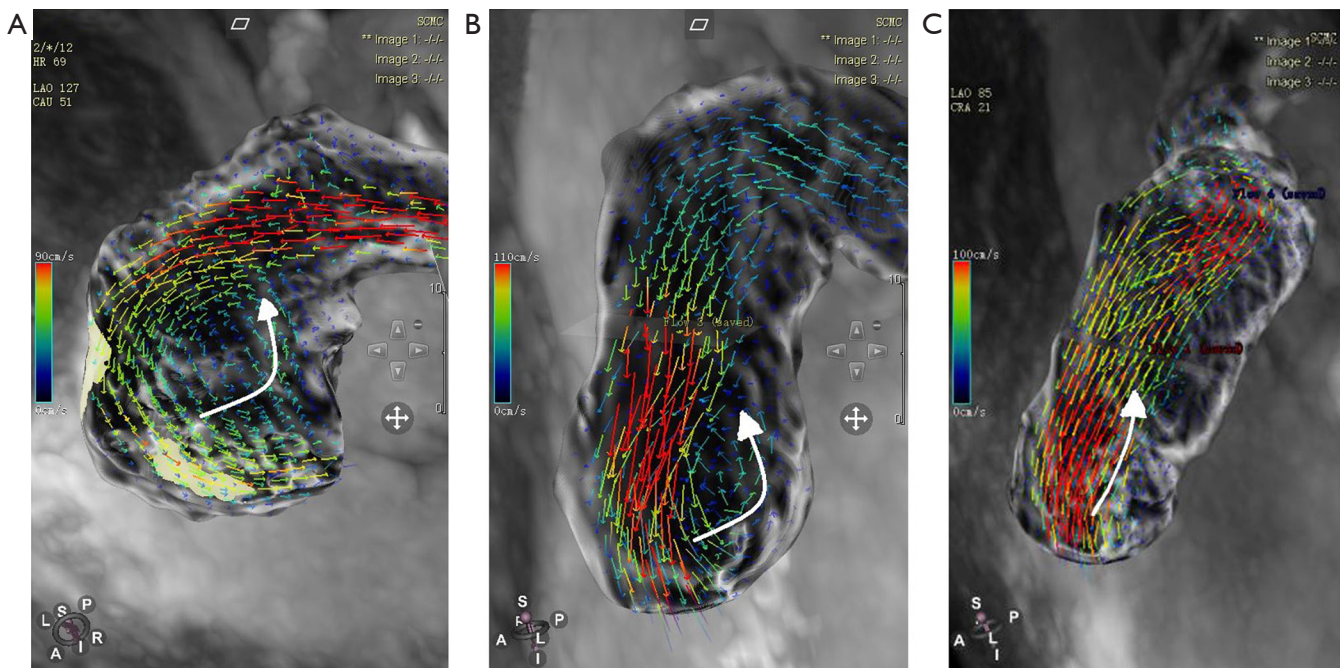 A
SCMC
** Image 1: -/-/-
Image 2: -/-/-
Image 3: -/-/-
2/*/12
HR 69
LAO 127
CAU 51
90cm/s
0cm/s
10
0
L S P
A I R
B
SCMC
** Image 1: -/-/-
Image 2: -/-/-
Image 3: -/-/-
110cm/s
0cm/s
Flow 3 (saved)
10
0
S
P
A L
I
C
SCMC
** Image 1: -/-/-
Image 2: -/-/-
Image 3: -/-/-
LAO 85
CRA 21
100cm/s
0cm/s
Flow 6 (saved)
(saved)
S
P
A L
I